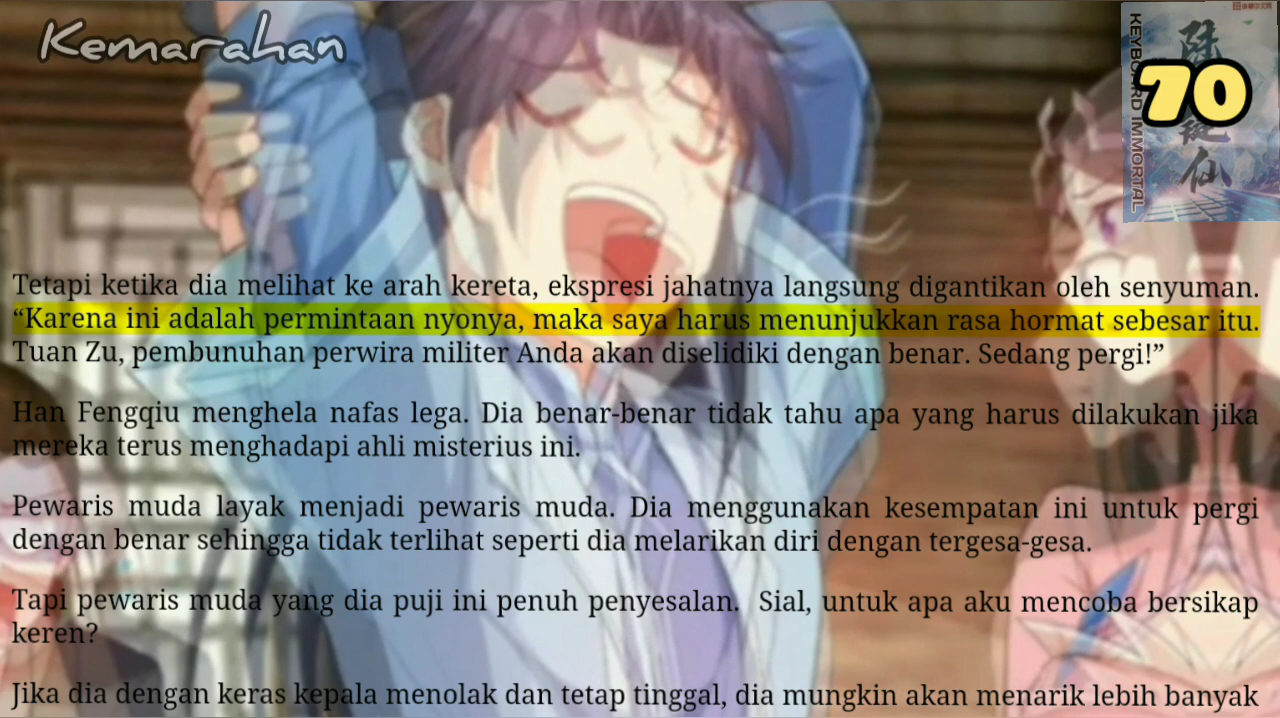 Kemarahan
70
KEYBOARD IMMORTAL
Tetapi ketika dia melihat ke arah kereta, ekspresi jahatnya langsung digantikan oleh senyuman.
“Karena ini adalah permintaan nyonya, maka saya harus menunjukkan rasa hormat sebesar itu.
Tuan Zu, pembunuhan perwira militer Anda akan diselidiki dengan benar. Sedang pergi!”
Han Fengqiu menghela nafas lega. Dia benar-benar tidak tahu apa yang harus dilakukan jika
mereka terus menghadapi ahli misterius ini.
Pewaris muda layak menjadi pewaris muda. Dia menggunakan kesempatan ini untuk pergi
dengan benar sehingga tidak terlihat seperti dia melarikan diri dengan tergesa-gesa.
Tapi pewaris muda yang dia puji ini penuh penyesalan. Sial, untuk apa aku mencoba bersikap
keren?
Jika dia dengan keras kepala menolak dan tetap tinggal, dia mungkin akan menarik lebih banyak